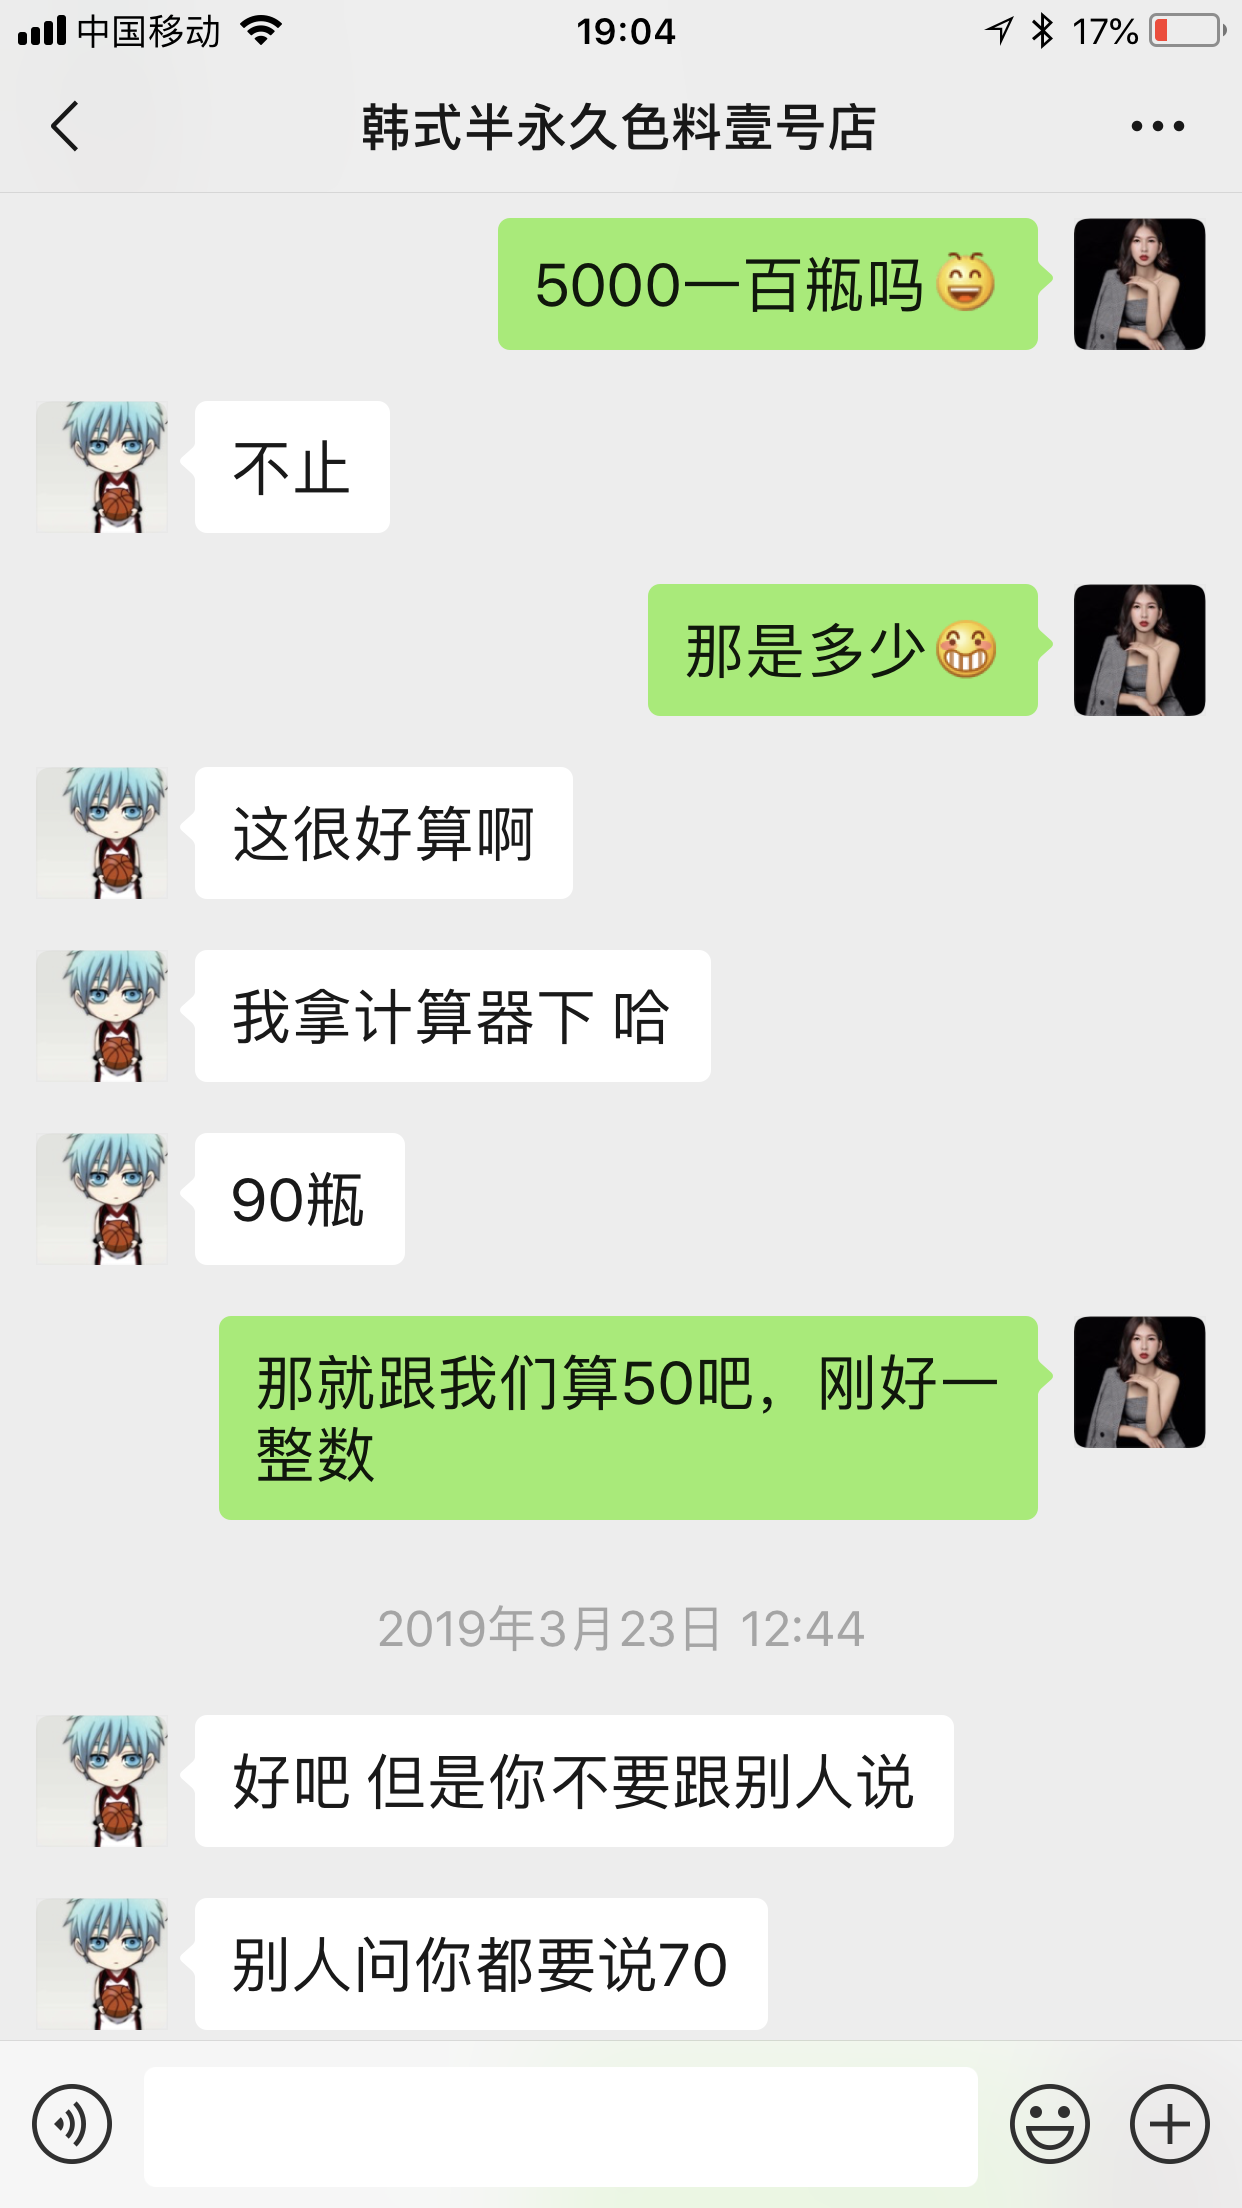 中国移动
19:04
17%
韩式半永久色料壹号店
5000一百瓶吗😄
不止
那是多少😁
这很好算啊
我拿计算器下 哈
90瓶
那就跟我们算50吧，刚好一
整数
2019年3月23日 12:44
好吧 但是你不要跟别人说
别人问你都要说70